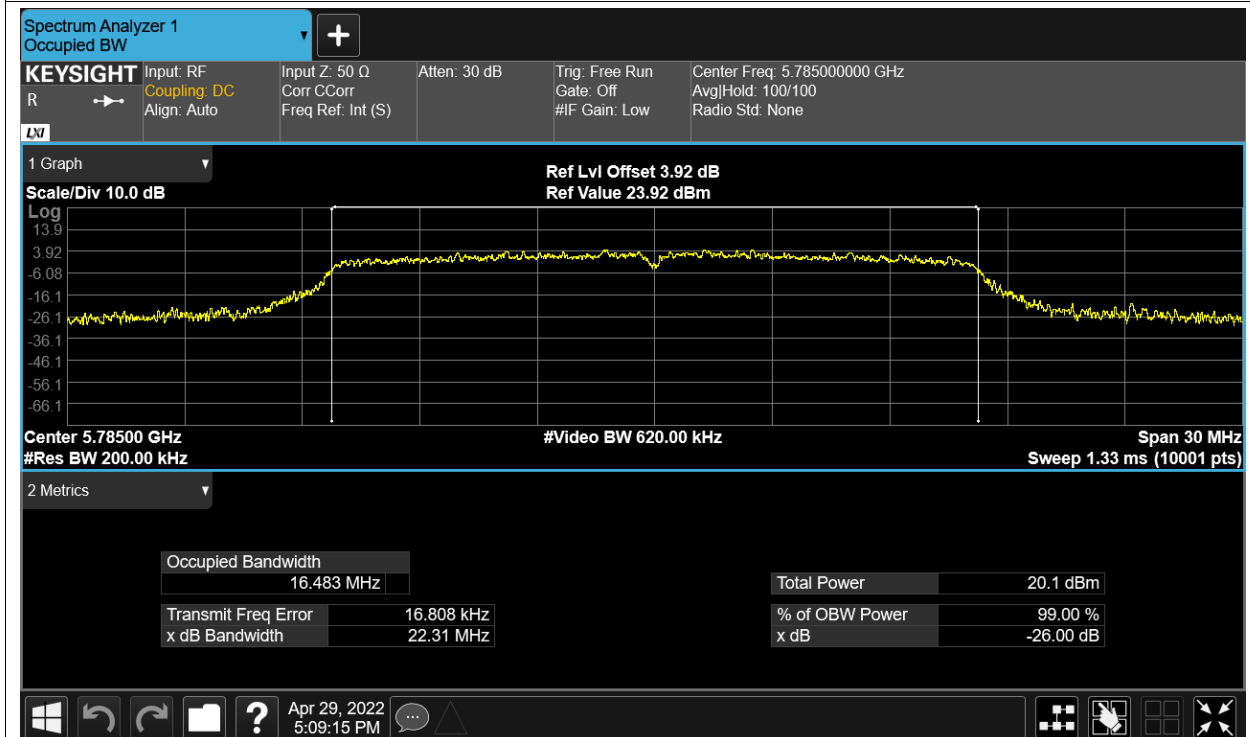 Spectrum Analyzer 1
Occupied BW
+
KEYSIGHT Input: RF Input Z: 50 Ω Atten: 30 dB Trig: Free Run Center Freq: 5.785000000 GHz
R Coupling: DC Corr CCorr Gate: Off Avg|Hold: 100/100
Align: Auto Freq Ref: Int (S) #IF Gain: Low Radio Std: None
LXI
1 Graph
Ref Lvl Offset 3.92 dB
Scale/Div 10.0 dB Ref Value 23.92 dBm
Log
13.9
3.92
-6.08
-16.1
-26.1
-36.1
-46.1
-56.1
-66.1
Center 5.78500 GHz #Video BW 620.00 kHz Span 30 MHz
#Res BW 200.00 kHz Sweep 1.33 ms (10001 pts)
2 Metrics
Occupied Bandwidth
16.483 MHz Total Power 20.1 dBm
Transmit Freq Error 16.808 kHz % of OBW Power 99.00 %
x dB Bandwidth 22.31 MHz x dB -26.00 dB
? Apr 29, 2022
5:09:15 PM